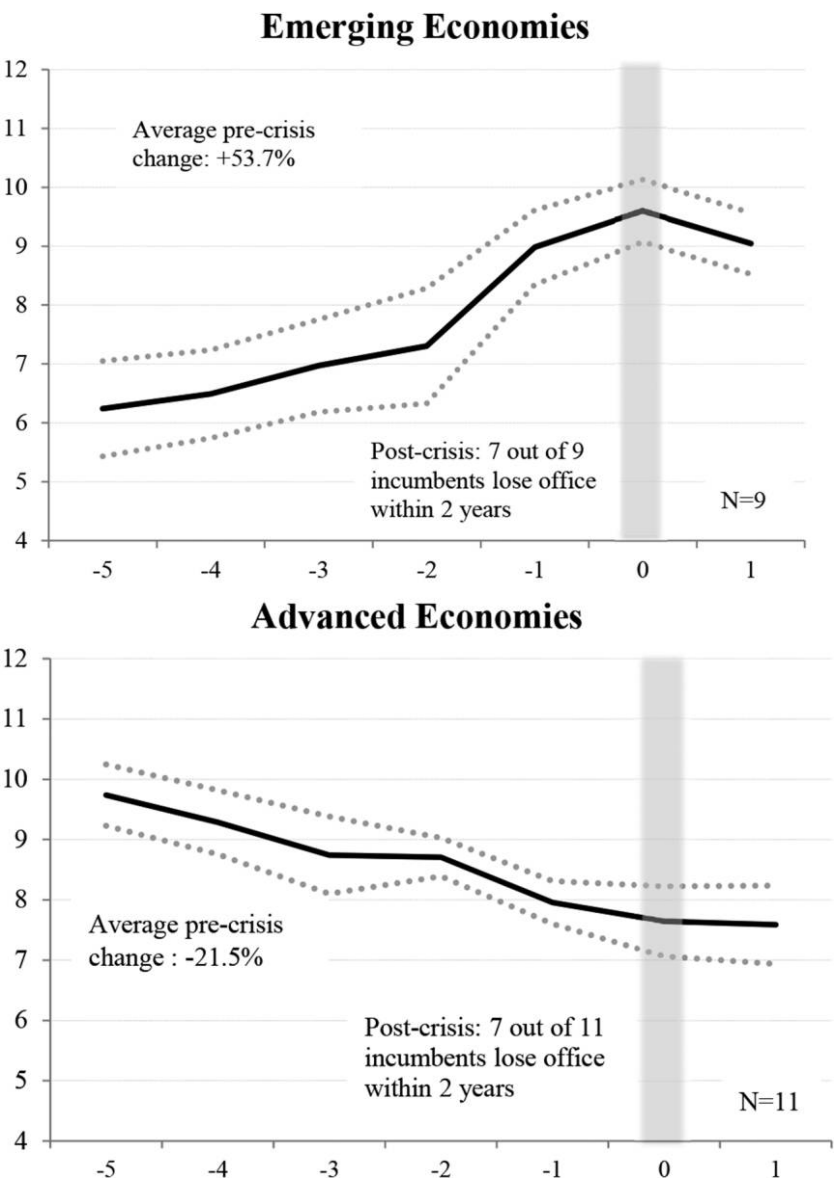 Emerging Economies
12
11
Average pre-crisis
change: +53.7%
10
9
8
7
6
Post-crisis: 7 out of 9
incumbents lose office
within 2 years
5
N=9
4
-5 -4 -3 -2 -1 0 1
Advanced Economies
12
11
10
9
8
Average pre-crisis
change : -21.5%
7
6
Post-crisis: 7 out of 11
incumbents lose office
within 2 years
5
N=11
4
-5 -4 -3 -2 -1 0 1